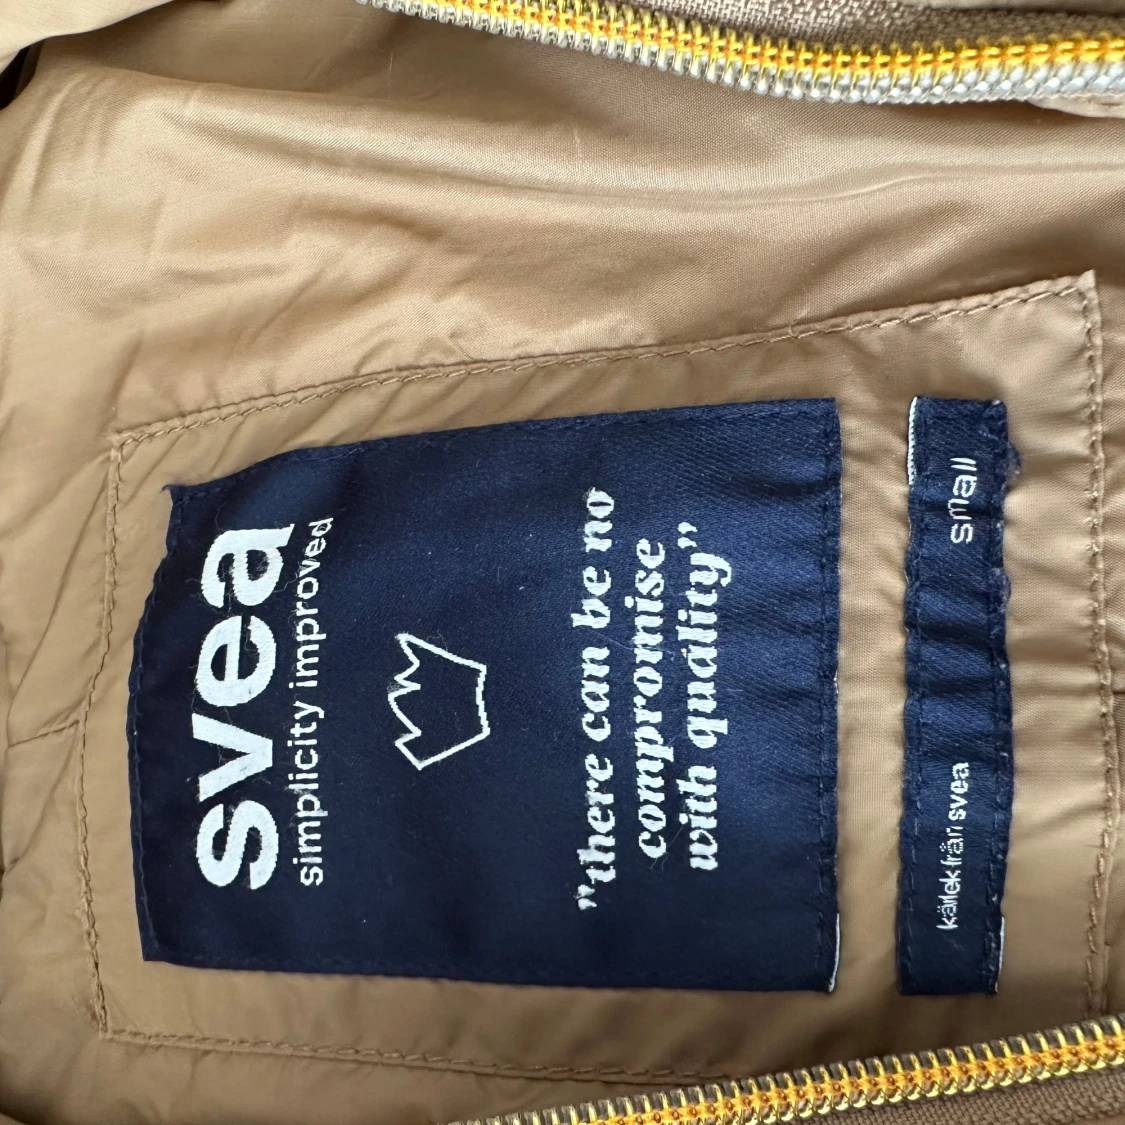 svea
simplicity improved
"there can be no
compromise
with quality"
kärlek från svea
small